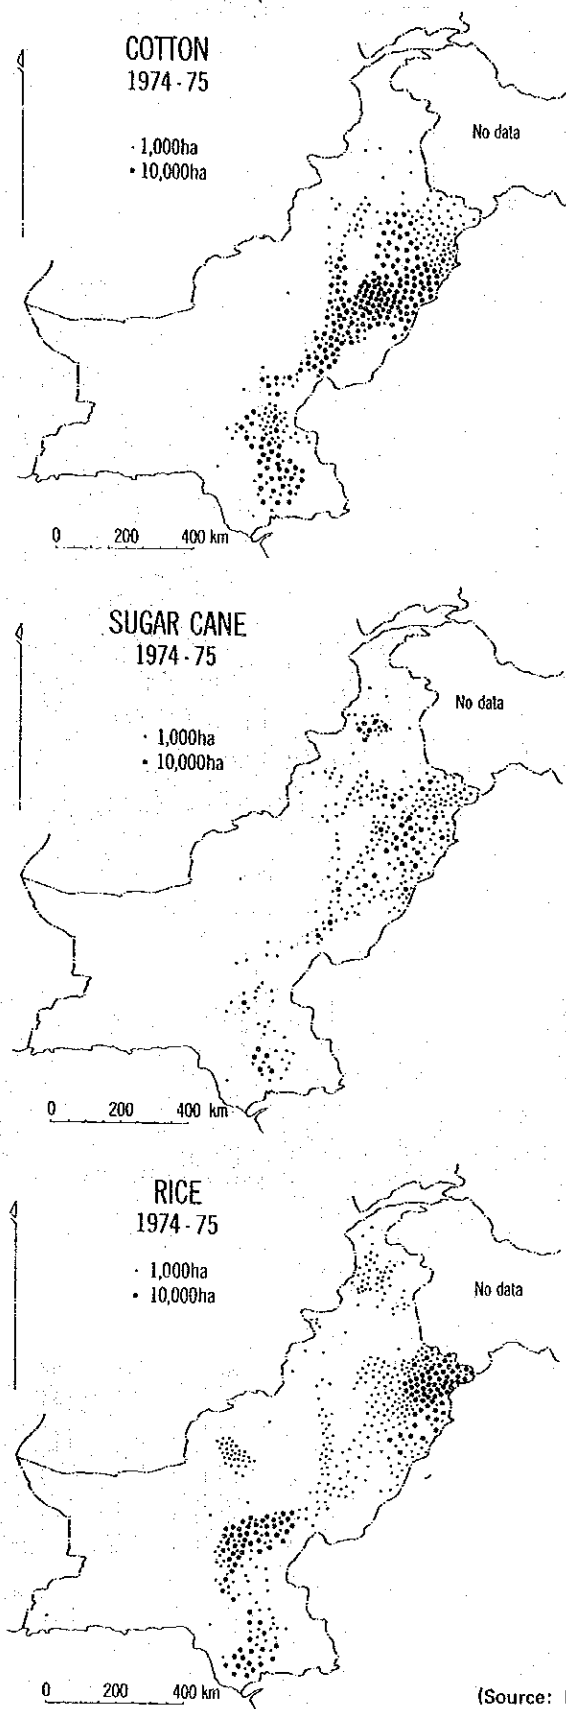 COTTON
1974-75
1,000ha
10,000ha
No data
0 200 400 km
SUGAR CANE
1974-75
1,000ha
10,000ha
No data
0 200 400 km
RICE
1974-75
1,000ha
10,000ha
No data
0 200 400 km
(Source: